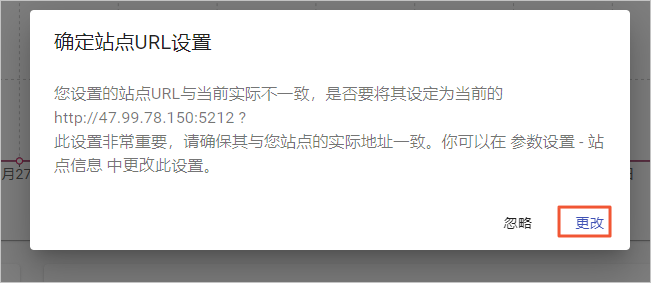 确定站点URL设置
您设置的站点URL与当前实际不一致，是否要将其设定为当前的
http://47.99.78.150:5212 ?
此设置非常重要，请确保其与您站点的实际地址一致。你可以在 参数设置 - 站
点信息 中更改此设置。
月27
日
忽略
更改